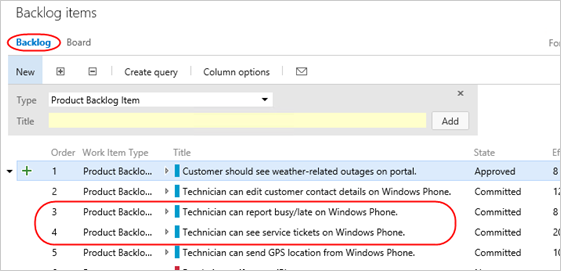 Backlog items
Backlog Board
Fo
New Create query Column options
Type Product Backlog Item
Title Add
Order Work Item Type Title State Ef
1 Product Backlo... Customer should see weather-related outages on portal. Approved 8
2 Product Backlo... Technician can edit customer contact details on Windows Phone. Committed 12
3 Product Backlo... Technician can report busy/late on Windows Phone. Committed 8
4 Product Backlo... Technician can see service tickets on Windows Phone. Committed 20
5 Product Backlo... Technician can send GPS location from Windows Phone. Committed